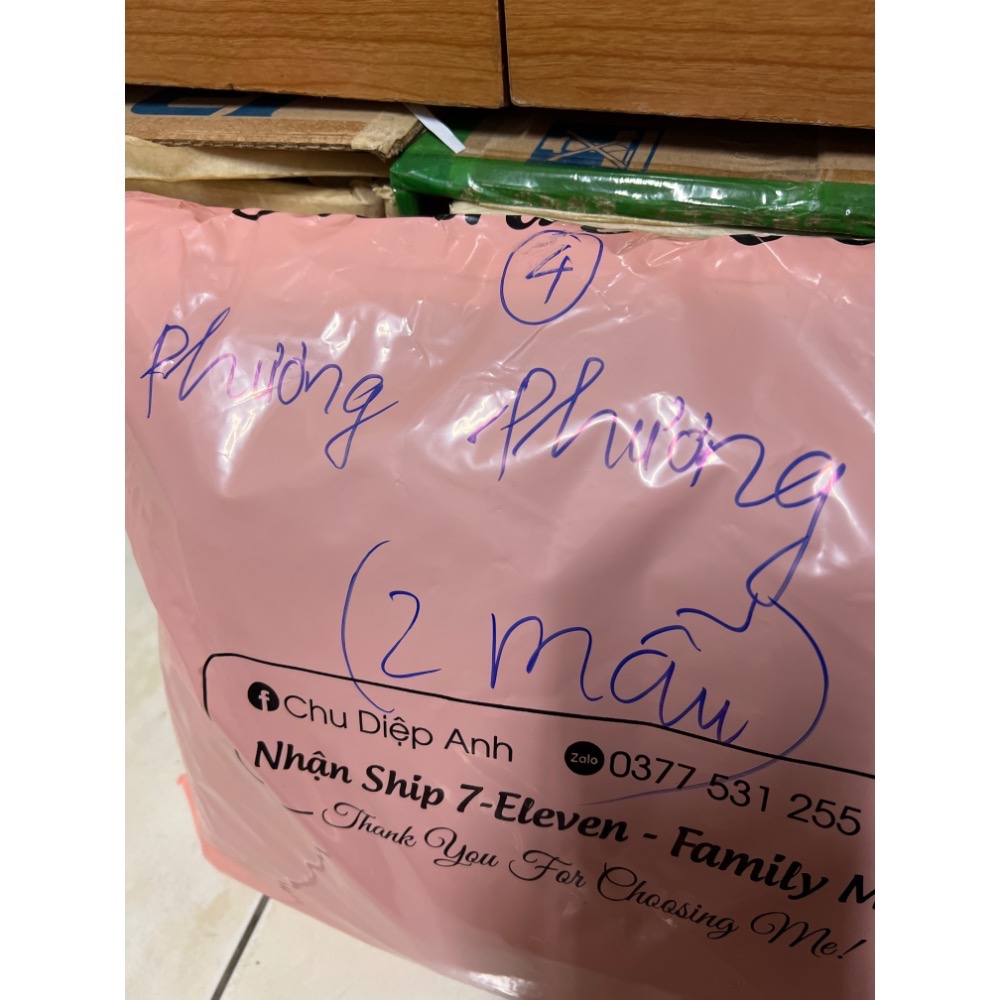 4
Phương Phương
(2 mẫu)
Chu Diệp Anh Zalo 0377 531 255
Nhận Ship 7-Eleven - Family M
Thank You For Choosing Me!